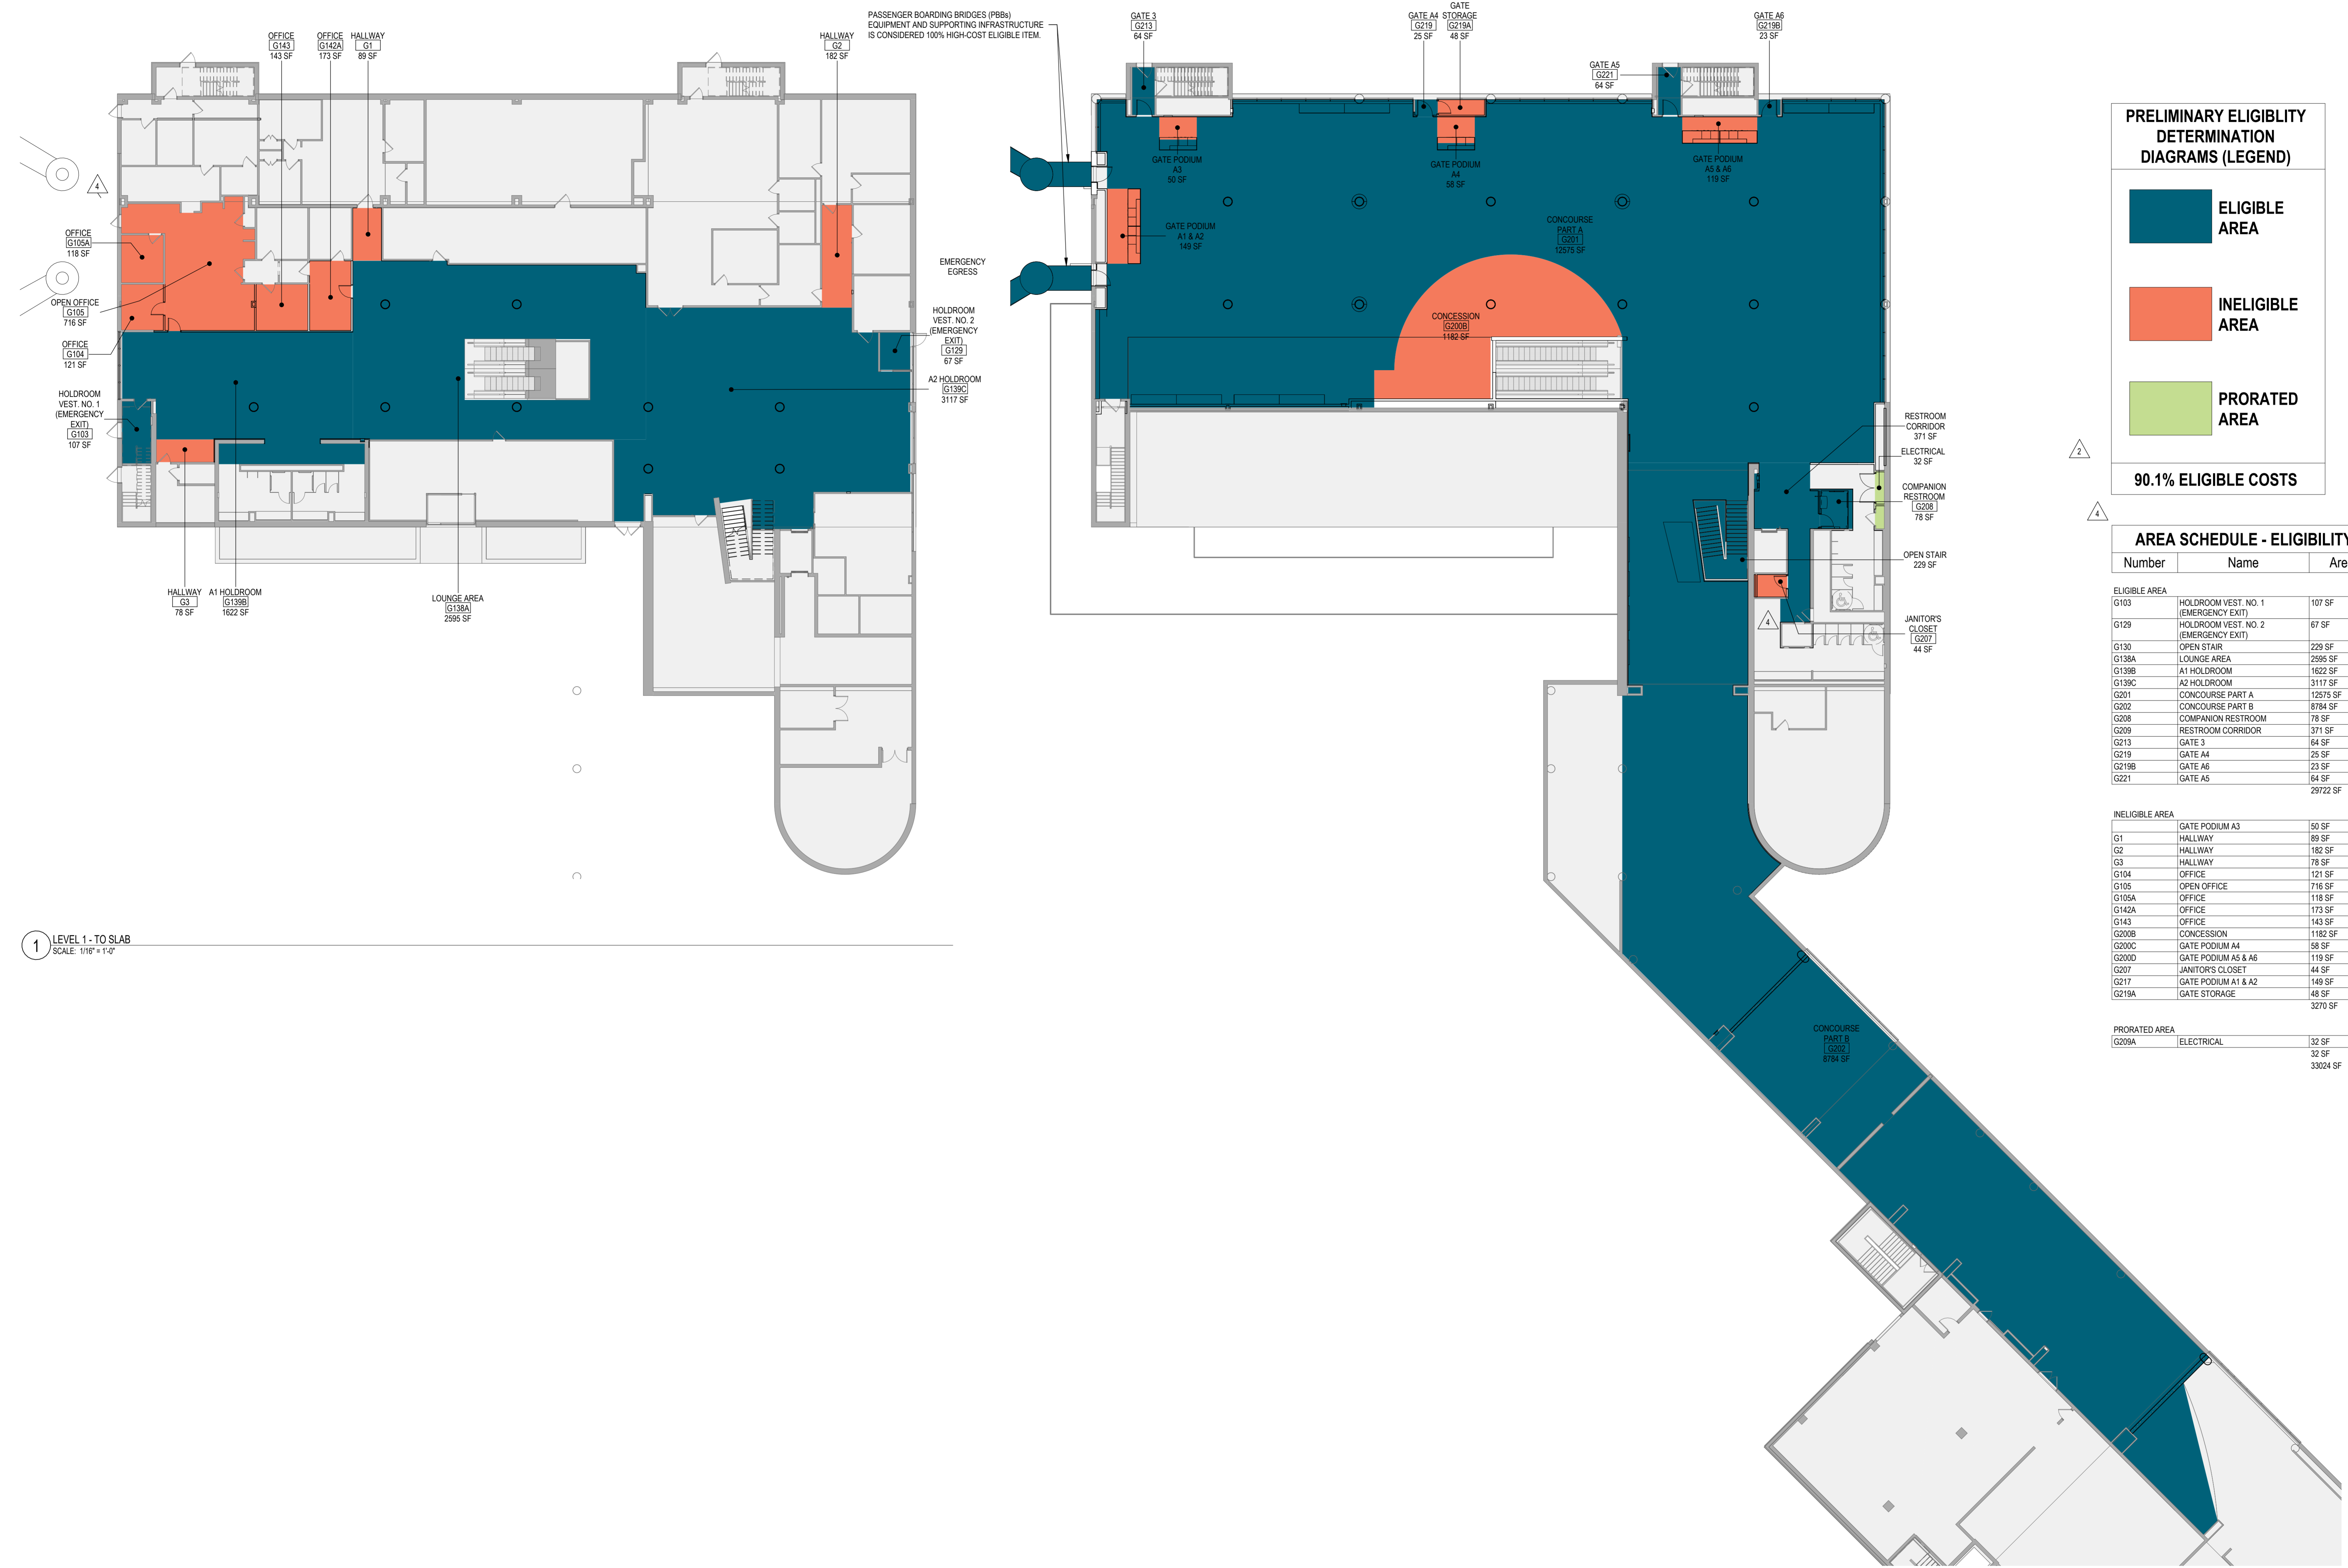 PASSENGER BOARDING BRIDGES (PBBs)
EQUIPMENT AND SUPPORTING INFRASTRUCTURE
IS CONSIDERED 100% HIGH-COST ELIGIBLE ITEM.
OFFICE
G143
143 SF
OFFICE
G142A
173 SF
HALLWAY
G1
89 SF
HALLWAY
G2
182 SF
4
OFFICE
G105A
118 SF
OPEN OFFICE
G105
716 SF
OFFICE
G104
121 SF
HOLDROOM
VEST. NO. 1
(EMERGENCY
EXIT)
G103
107 SF
EMERGENCY
EGRESS
HOLDROOM
VEST. NO. 2
(EMERGENCY
EXIT)
G129
67 SF
A2 HOLDROOM
G139C
3117 SF
HALLWAY
G3
78 SF
A1 HOLDROOM
G139B
1622 SF
LOUNGE AREA
G138A
2595 SF
1
LEVEL 1 - TO SLAB
SCALE: 1/16" = 1'-0"
GATE 3
G213
64 SF
GATE A4
G219
25 SF
GATE
STORAGE
G219A
48 SF
GATE A5
G221
64 SF
GATE A6
G219B
23 SF
GATE PODIUM
A3
50 SF
GATE PODIUM
A4
58 SF
GATE PODIUM
A5 & A6
119 SF
GATE PODIUM
A1 & A2
149 SF
CONCOURSE
PART A
G201
12575 SF
CONCESSION
G200B
1182 SF
RESTROOM
CORRIDOR
371 SF
ELECTRICAL
32 SF
COMPANION
RESTROOM
G208
78 SF
OPEN STAIR
229 SF
4
JANITOR'S
CLOSET
G207
44 SF
CONCOURSE
PART B
G202
8784 SF
PRELIMINARY ELIGIBLITY
DETERMINATION
DIAGRAMS (LEGEND)
ELIGIBLE
AREA
INELIGIBLE
AREA
PRORATED
AREA
2
90.1% ELIGIBLE COSTS
4
AREA SCHEDULE - ELIGIBILITY
Number Name Are
ELIGIBLE AREA
G103 HOLDROOM VEST. NO. 1 107 SF
(EMERGENCY EXIT)
G129 HOLDROOM VEST. NO. 2 67 SF
(EMERGENCY EXIT)
G130 OPEN STAIR 229 SF
G138A LOUNGE AREA 2595 SF
G139B A1 HOLDROOM 1622 SF
G139C A2 HOLDROOM 3117 SF
G201 CONCOURSE PART A 12575 SF
G202 CONCOURSE PART B 8784 SF
G208 COMPANION RESTROOM 78 SF
G209 RESTROOM CORRIDOR 371 SF
G213 GATE 3 64 SF
G219 GATE A4 25 SF
G219B GATE A6 23 SF
G221 GATE A5 64 SF
29722 SF
INELIGIBLE AREA
GATE PODIUM A3 50 SF
G1 HALLWAY 89 SF
G2 HALLWAY 182 SF
G3 HALLWAY 78 SF
G104 OFFICE 121 SF
G105 OPEN OFFICE 716 SF
G105A OFFICE 118 SF
G142A OFFICE 173 SF
G143 OFFICE 143 SF
G200B CONCESSION 1182 SF
G200C GATE PODIUM A4 58 SF
G200D GATE PODIUM A5 & A6 119 SF
G207 JANITOR'S CLOSET 44 SF
G217 GATE PODIUM A1 & A2 149 SF
G219A GATE STORAGE 48 SF
3270 SF
PRORATED AREA
G209A ELECTRICAL 32 SF
32 SF
33024 SF